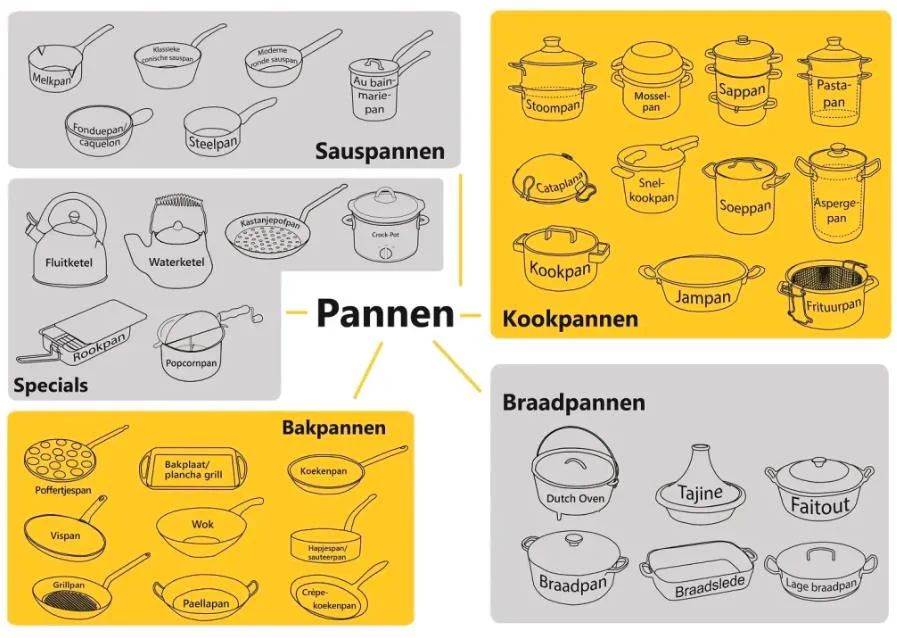 Melkpan
Klassieke
conische sauspan
Moderne
ronde sauspan
Au bain-
marie-
pan
Fonduepan/
caquelon
Steelpan
Sauspannen
Fluitketel
Waterketel
Kastanjepofpan
Crock-Pot
Rookpan
Popcornpan
Specials
Pannen
Stoompan
Mossel-
pan
Sappan
Pasta-
pan
Cataplana
Snel-
kookpan
Soeppan
Asperge-
pan
Kookpan
Jampan
Frituurpan
Kookpannen
Bakpannen
Poffertjespan
Bakplaat/
plancha grill
Koekenpan
Vispan
Wok
Hapjespan/
sauteerpan
Grillpan
Paellapan
Crêpe-
koekenpan
Braadpannen
Dutch Oven
Tajine
Faitout
Braadpan
Braadslede
Lage braadpan